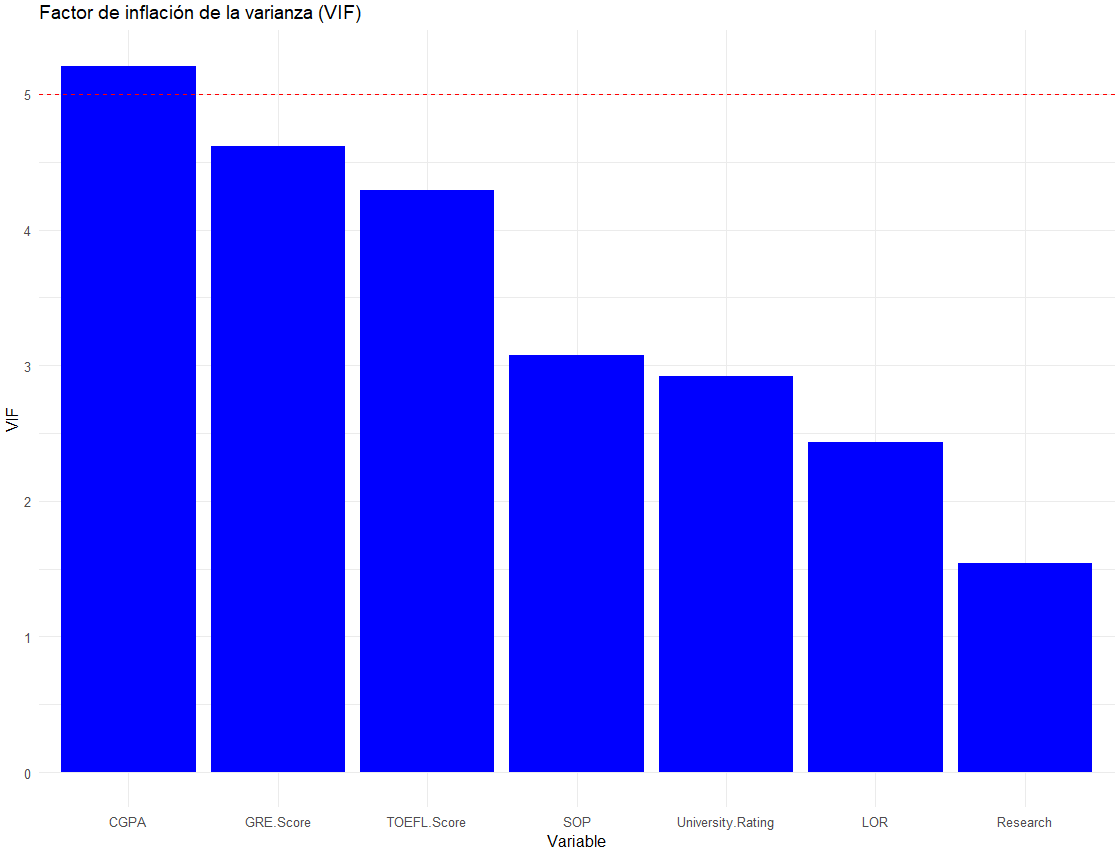 Factor de inflación de la varianza (VIF)
VIF
5
4
3
2
1
0
CGPA GRE.Score TOEFL.Score SOP University.Rating LOR Research
Variable